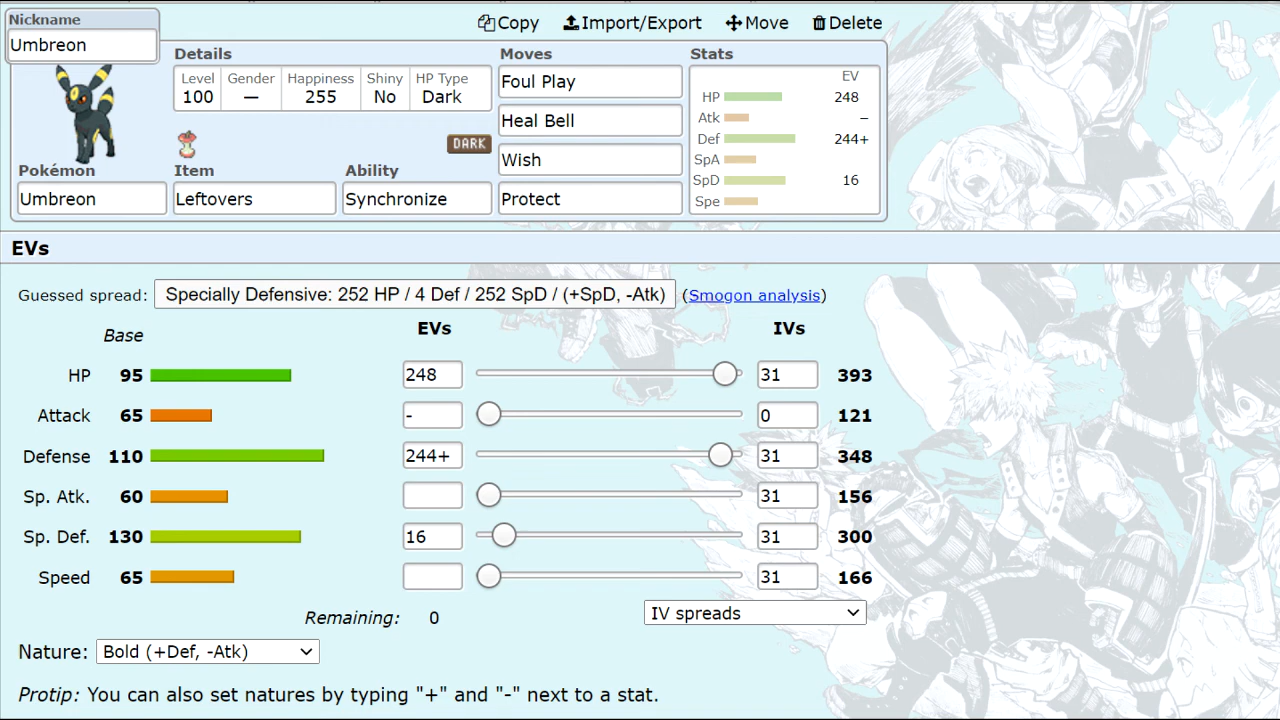 Nickname
Umbreon
Copy Import/Export Move Delete
Details
Level Gender Happiness Shiny HP Type
100 — 255 No Dark
DARK
Pokémon Item Ability
Umbreon Leftovers Synchronize
Moves
Foul Play
Heal Bell
Wish
Protect
Stats
EV
HP 248
Atk –
Def 244+
SpA
SpD 16
Spe
EVs
Guessed spread: Specially Defensive: 252 HP / 4 Def / 252 SpD / (+SpD, -Atk) (Smogon analysis)
Base EVs IVs
HP 95 248 31 393
Attack 65 - 0 121
Defense 110 244+ 31 348
Sp. Atk. 60 31 156
Sp. Def. 130 16 31 300
Speed 65 31 166
Remaining: 0 IV spreads
Nature: Bold (+Def, -Atk)
Protip: You can also set natures by typing "+" and "-" next to a stat.